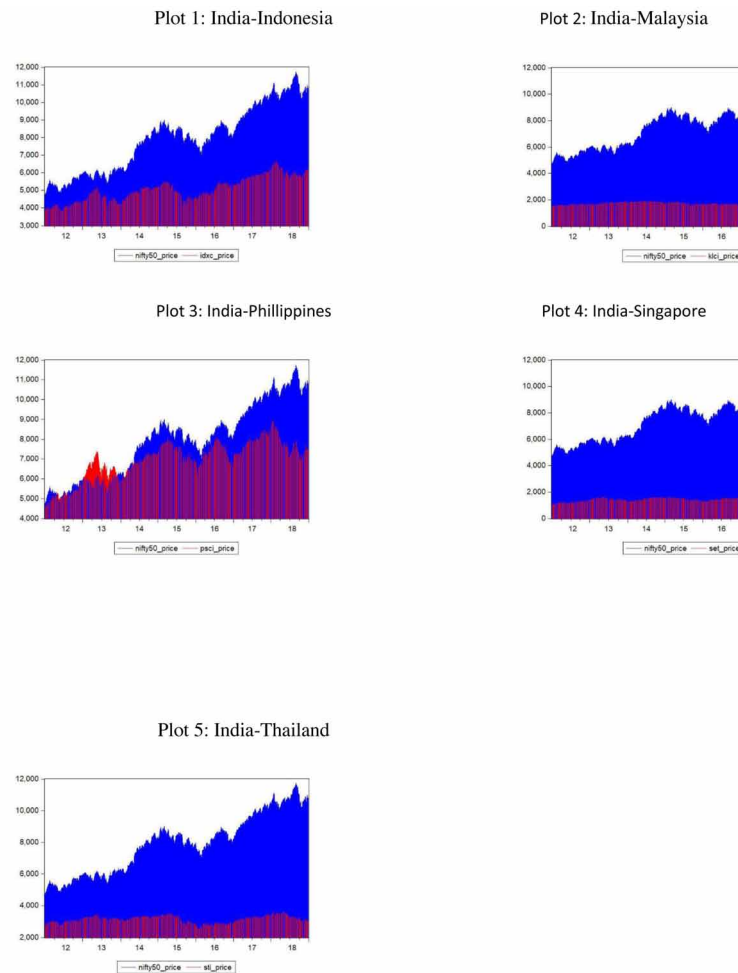 Plot 1: India-Indonesia
12,000
11,000
10,000
9,000
8,000
7,000
6,000
5,000
4,000
3,000
12 13 14 15 16 17 18
nifty50_price idxc_price
Plot 2: India-Malaysia
12,000
10,000
8,000
6,000
4,000
2,000
0
12 13 14 15 16
nifty50_price klci_price
Plot 3: India-Phillippines
12,000
11,000
10,000
9,000
8,000
7,000
6,000
5,000
4,000
12 13 14 15 16 17 18
nifty50_price psci_price
Plot 4: India-Singapore
12,000
10,000
8,000
6,000
4,000
2,000
0
12 13 14 15 16
nifty50_price set_price
Plot 5: India-Thailand
12,000
10,000
8,000
6,000
4,000
2,000
12 13 14 15 16 17 18
nifty50_price sti_price